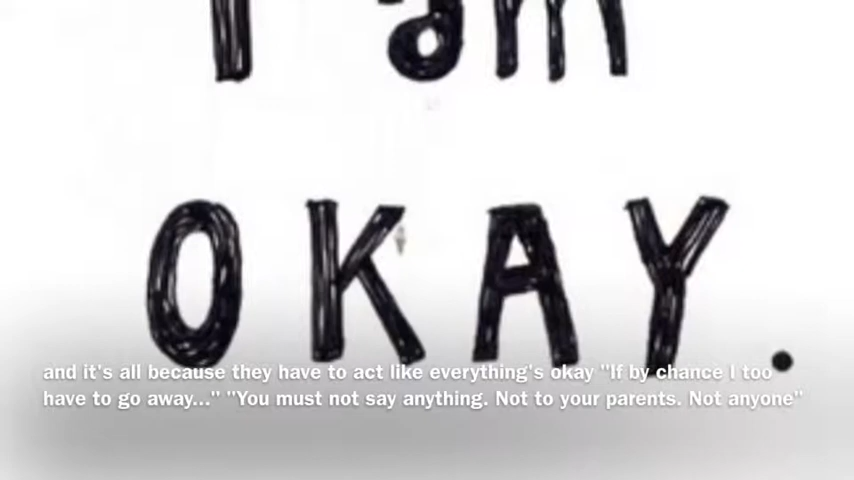 I am
OKAY.
and it's all because they have to act like everything's okay "If by chance I too
have to go away..." "You must not say anything. Not to your parents. Not anyone"